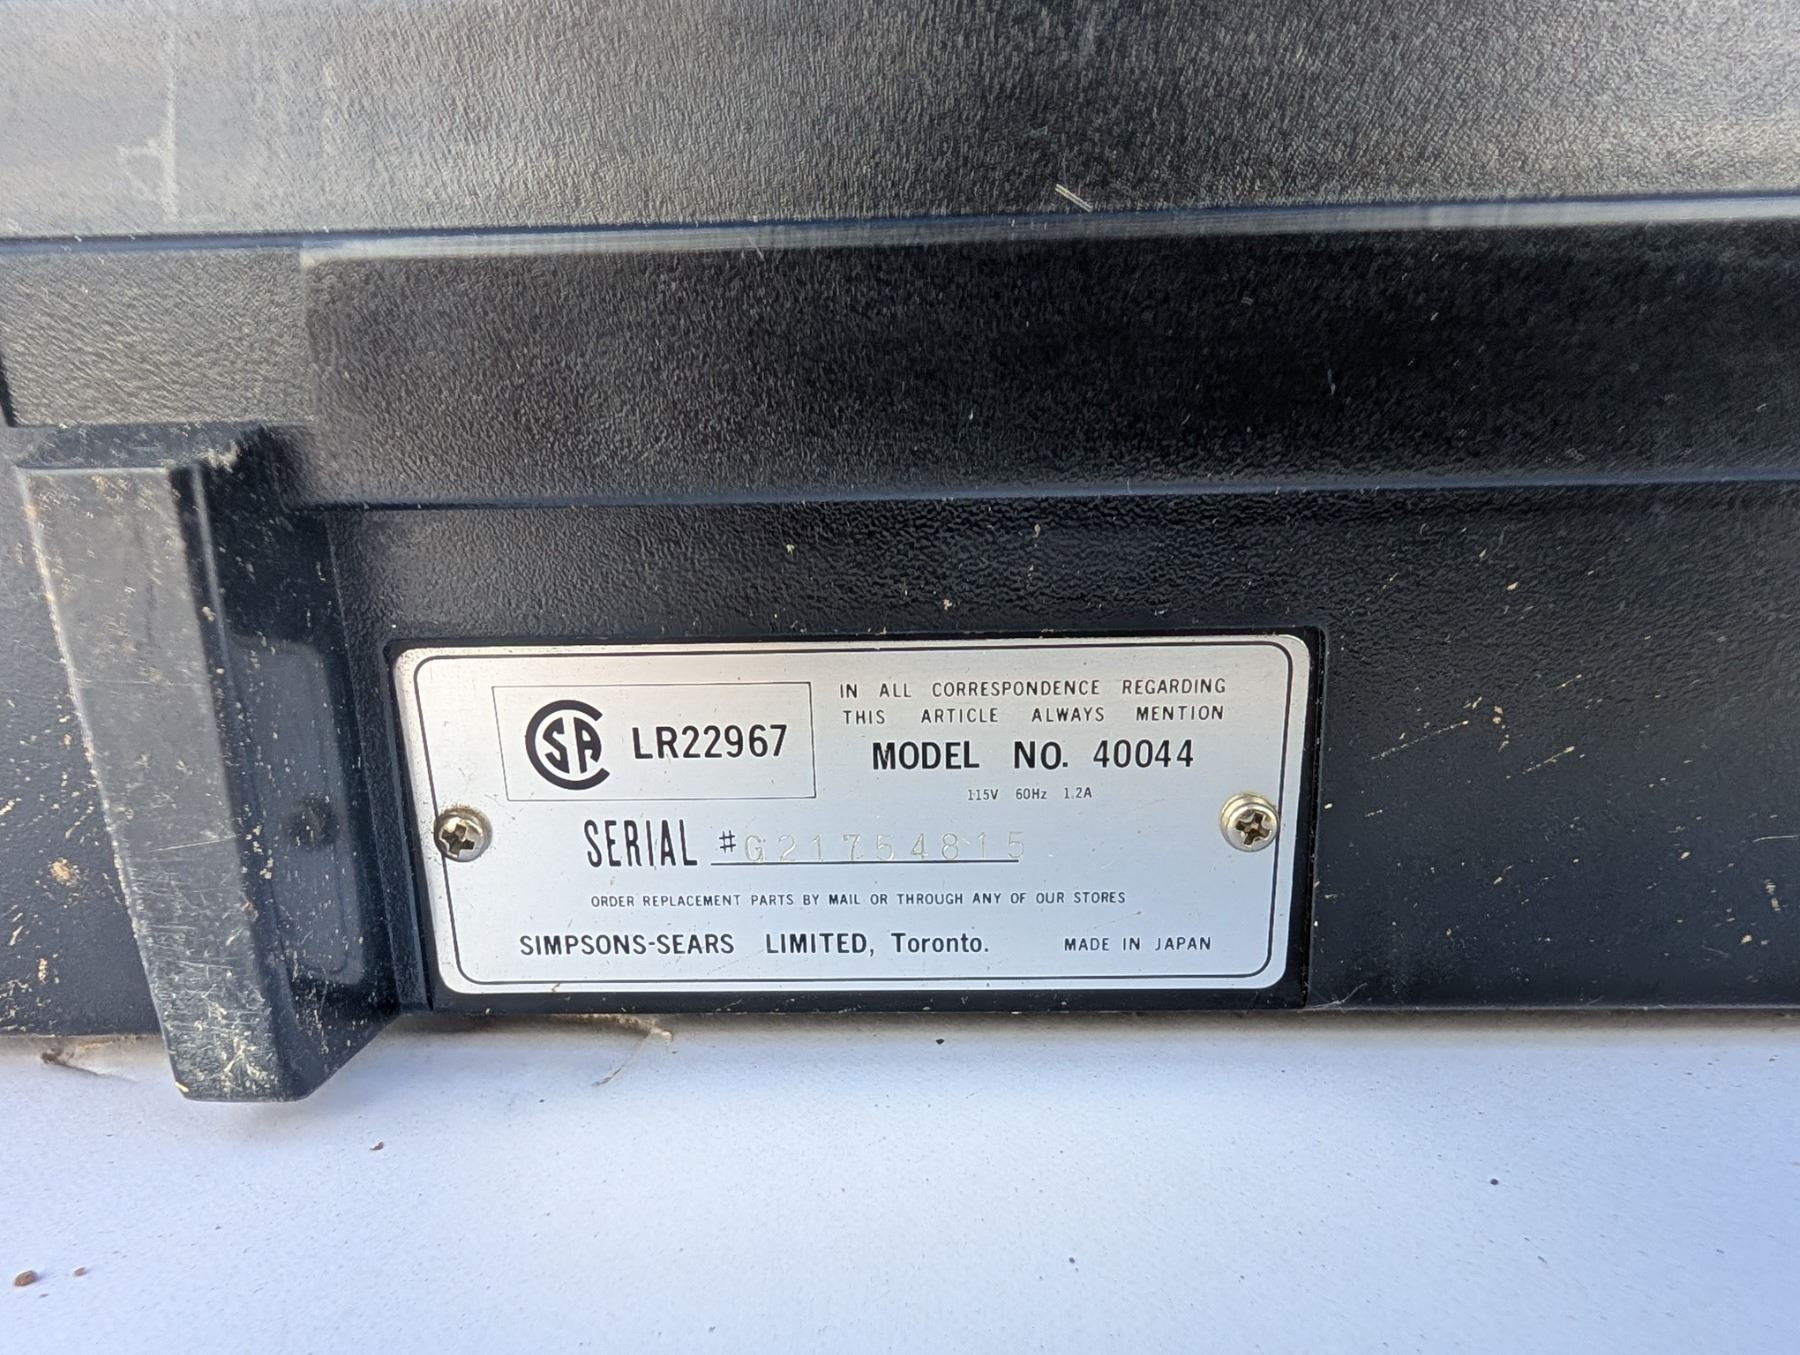 CSA LR22967
IN ALL CORRESPONDENCE REGARDING
THIS ARTICLE ALWAYS MENTION
MODEL NO. 40044
115V 60Hz 1.2A
SERIAL # G21754815
ORDER REPLACEMENT PARTS BY MAIL OR THROUGH ANY OF OUR STORES
SIMPSONS-SEARS LIMITED, Toronto. MADE IN JAPAN